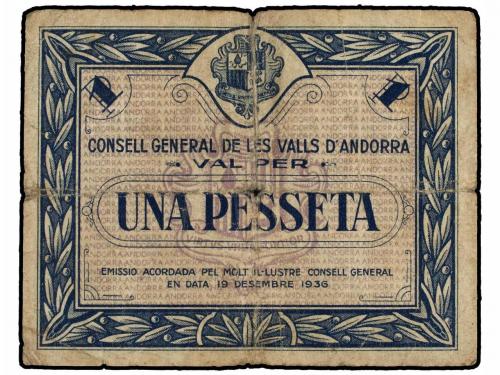 1 P
CONSELL GENERAL DE LES VALLS D'ANDORRA
VAL PER
UNA PESSETA
EMISSIO ACORDADA PEL MOLT IL·LUSTRE CONSELL GENERAL
EN DATA 19 DESEMBRE 1936